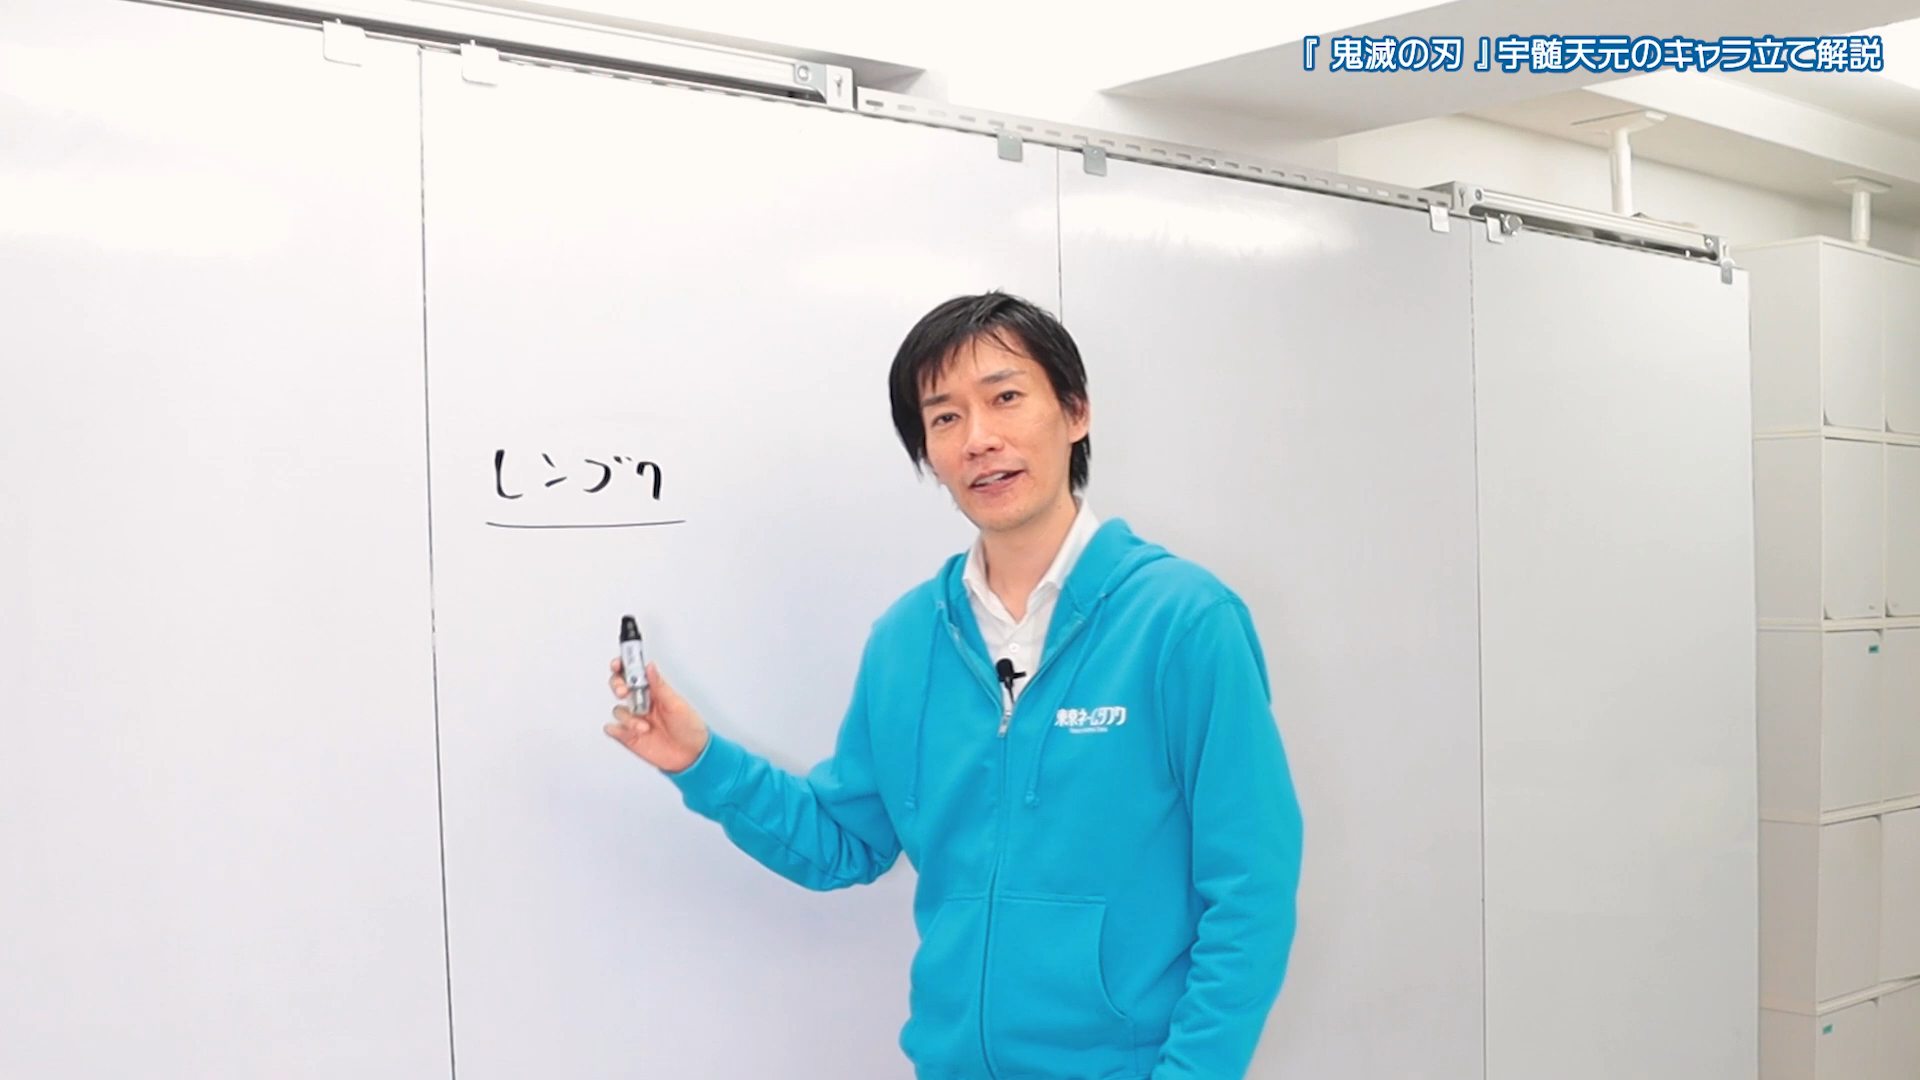 『 鬼滅の刃 』宇髄天元のキャラ立て解説
レンゴク
東京ネームタンク